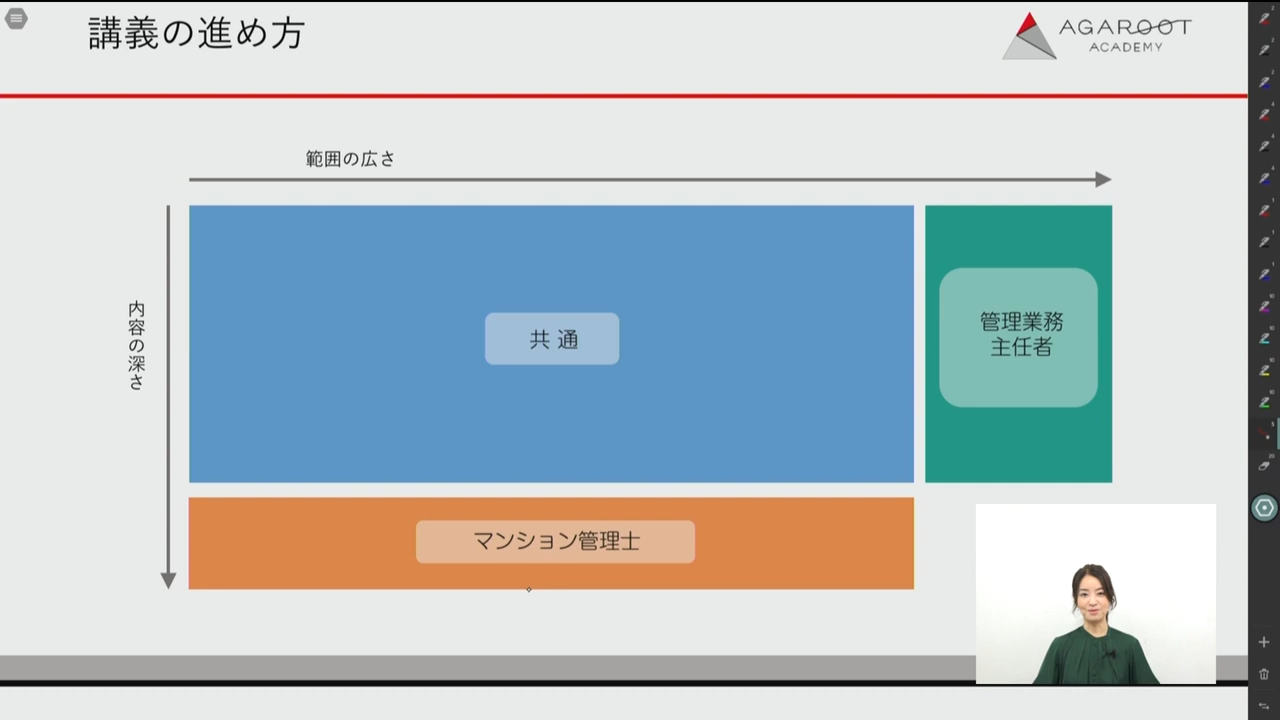 講義の進め方
AGAROOT
ACADEMY
範囲の広さ
内容の深さ
共通
管理業務
主任者
マンション管理士